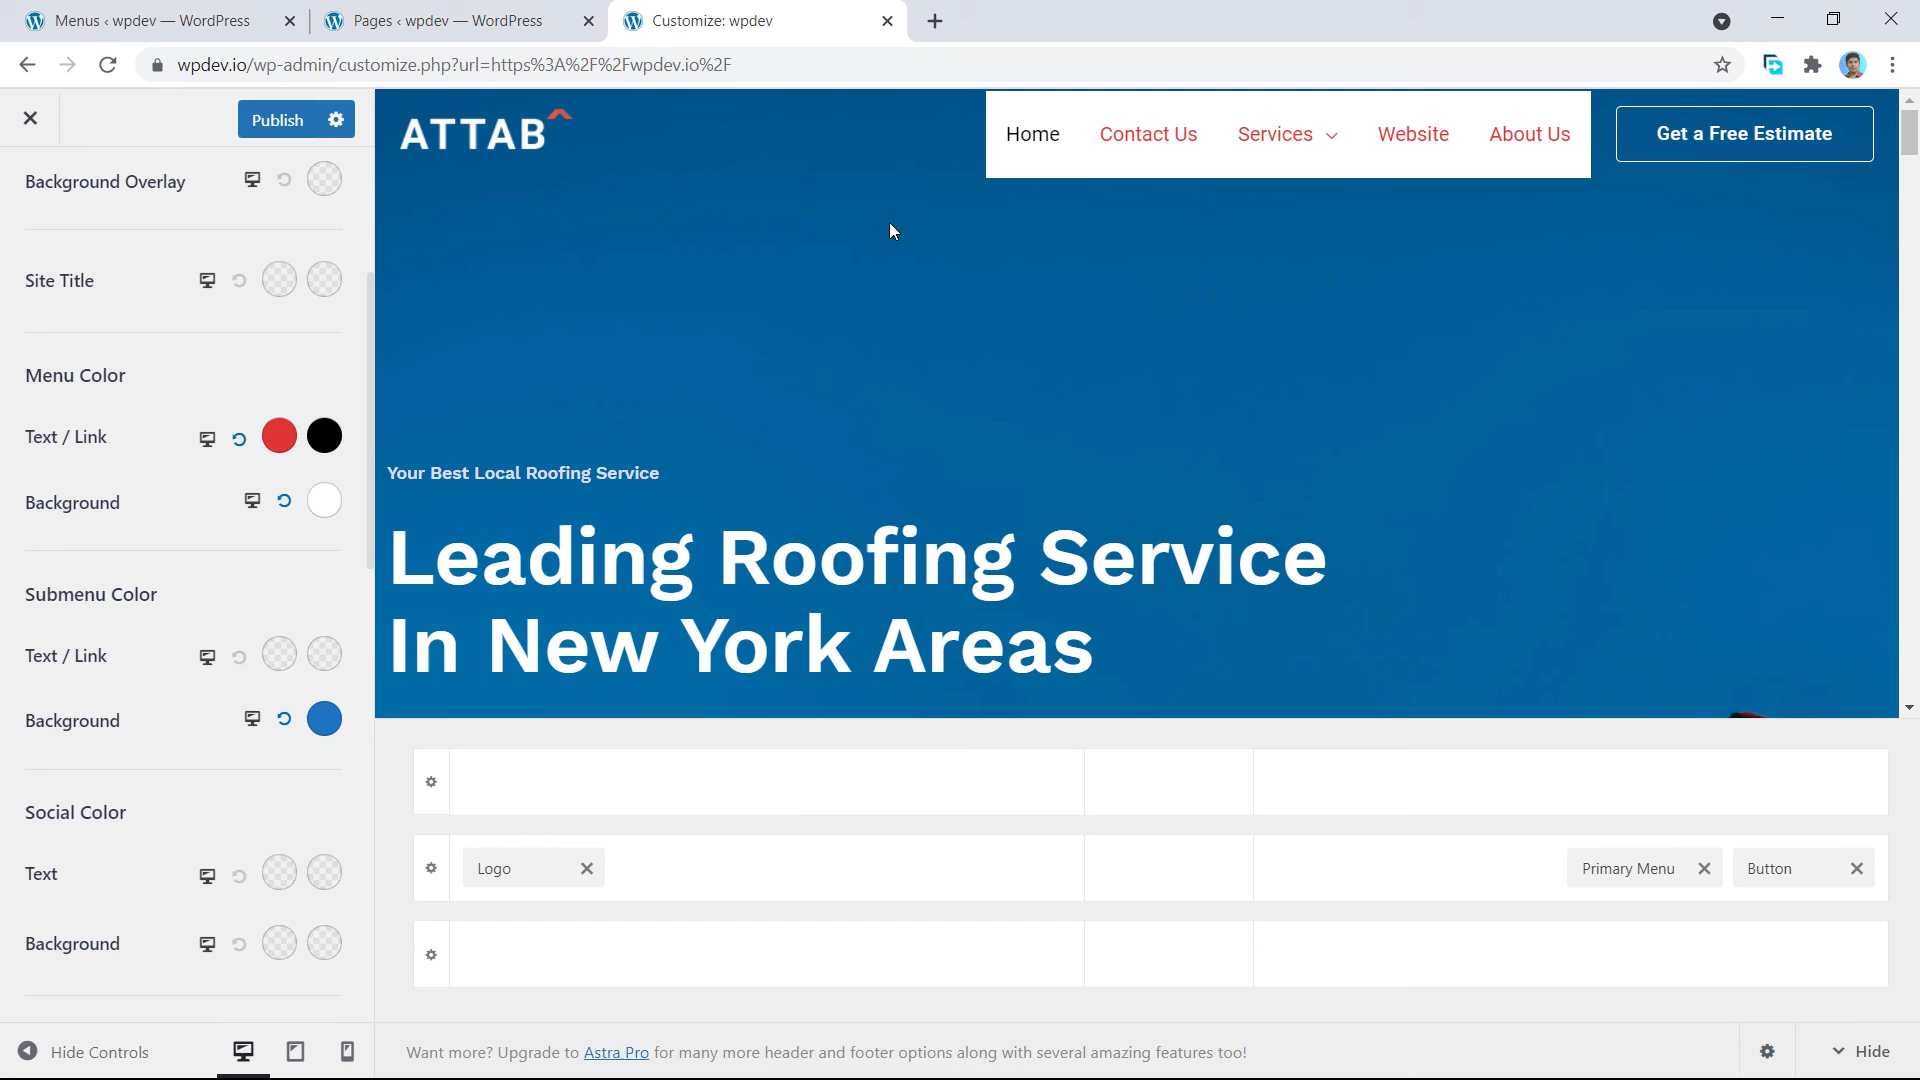 Menus ‹ wpdev — WordPress
Pages ‹ wpdev — WordPress
Customize: wpdev
wpdev.io/wp-admin/customize.php?url=https%3A%2F%2Fwpdev.io%2F
Publish
Background Overlay
Site Title
Menu Color
Text / Link
Background
Submenu Color
Text / Link
Background
Social Color
Text
Background
Hide Controls
ATTAB
Home
Contact Us
Services
Website
About Us
Get a Free Estimate
Your Best Local Roofing Service
Leading Roofing Service
In New York Areas
Logo
Primary Menu
Button
Want more? Upgrade to Astra Pro for many more header and footer options along with several amazing features too!
Hide